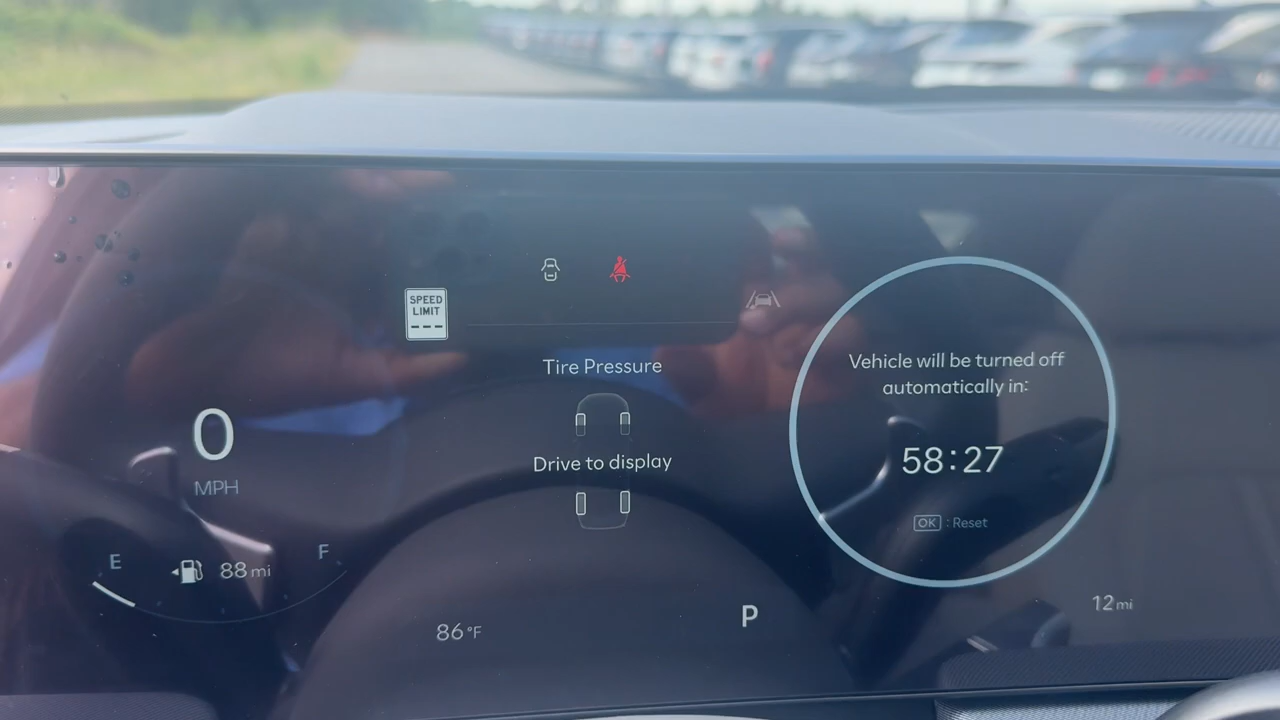 SPEED
LIMIT
---
Tire Pressure
Drive to display
0
MPH
E
F
88 mi
86°F
P
Vehicle will be turned off
automatically in:
58:27
OK : Reset
12 mi